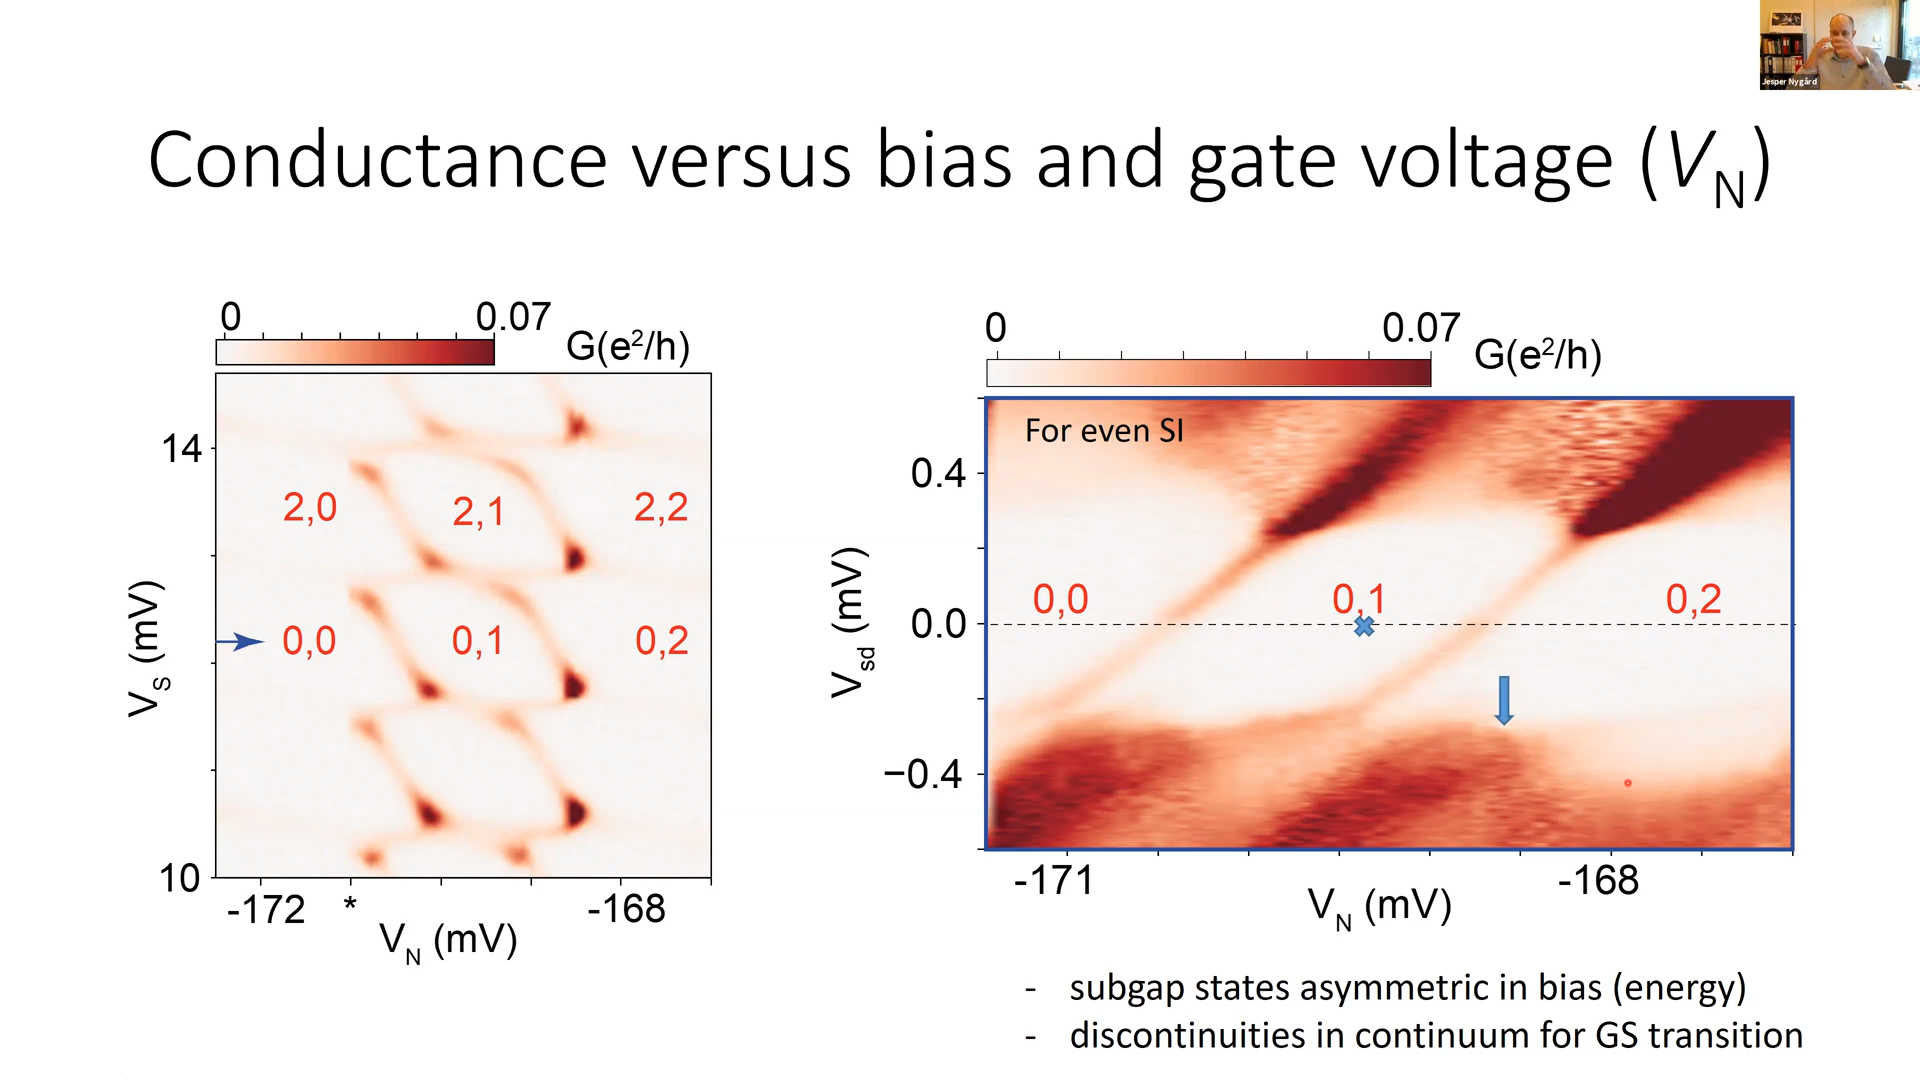 Jesper Nygård
Conductance versus bias and gate voltage (V_N)
0 0.07
G(e²/h)
14
10
V_S (mV)
2,0 2,1 2,2
0,0 0,1 0,2
-172 * -168
V_N (mV)
0 0.07
G(e²/h)
For even SI
0.4
0.0
−0.4
V_sd (mV)
0,0 0,1 0,2
-171 -168
V_N (mV)
- subgap states asymmetric in bias (energy)
- discontinuities in continuum for GS transition